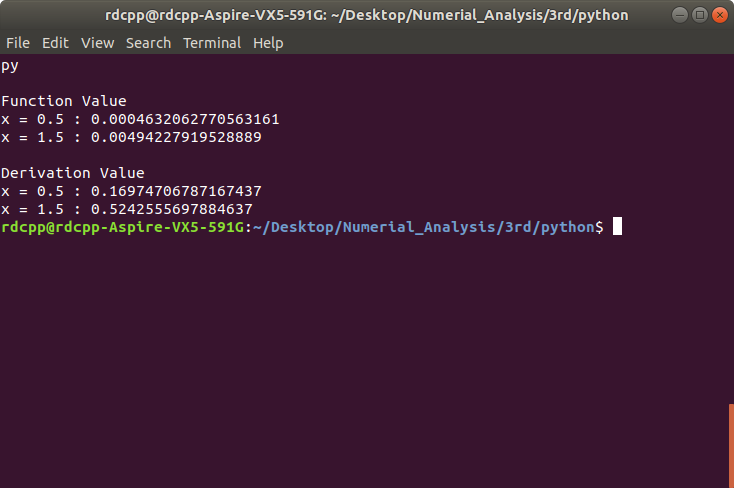 rdcpp@rdcpp-Aspire-VX5-591G: ~/Desktop/Numerial_Analysis/3rd/python
File Edit View Search Terminal Help
py
Function Value
x = 0.5 : 0.0004632062770563161
x = 1.5 : 0.00494227919528889
Derivation Value
x = 0.5 : 0.16974706787167437
x = 1.5 : 0.5242555697884637
rdcpp@rdcpp-Aspire-VX5-591G:~/Desktop/Numerial_Analysis/3rd/python$